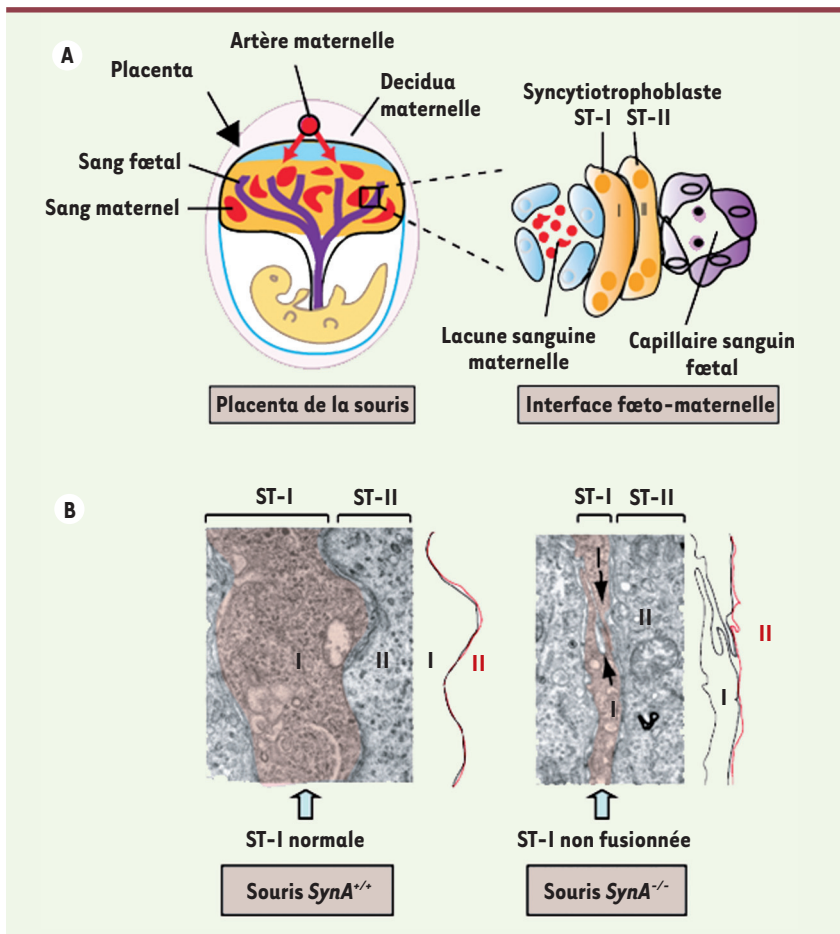 A
Artère maternelle
Placenta
Decidua
maternelle
Sang fœtal
Sang maternel
Syncytiotrophoblaste
ST-I ST-II
I II
Lacune sanguine
maternelle
Capillaire sanguin
fœtal
Placenta de la souris
Interface fœto-maternelle
B
ST-I ST-II
I II
I II
ST-I normale
Souris SynA+/+
ST-I ST-II
I
II
I
I II
ST-I non fusionnée
Souris SynA-/-